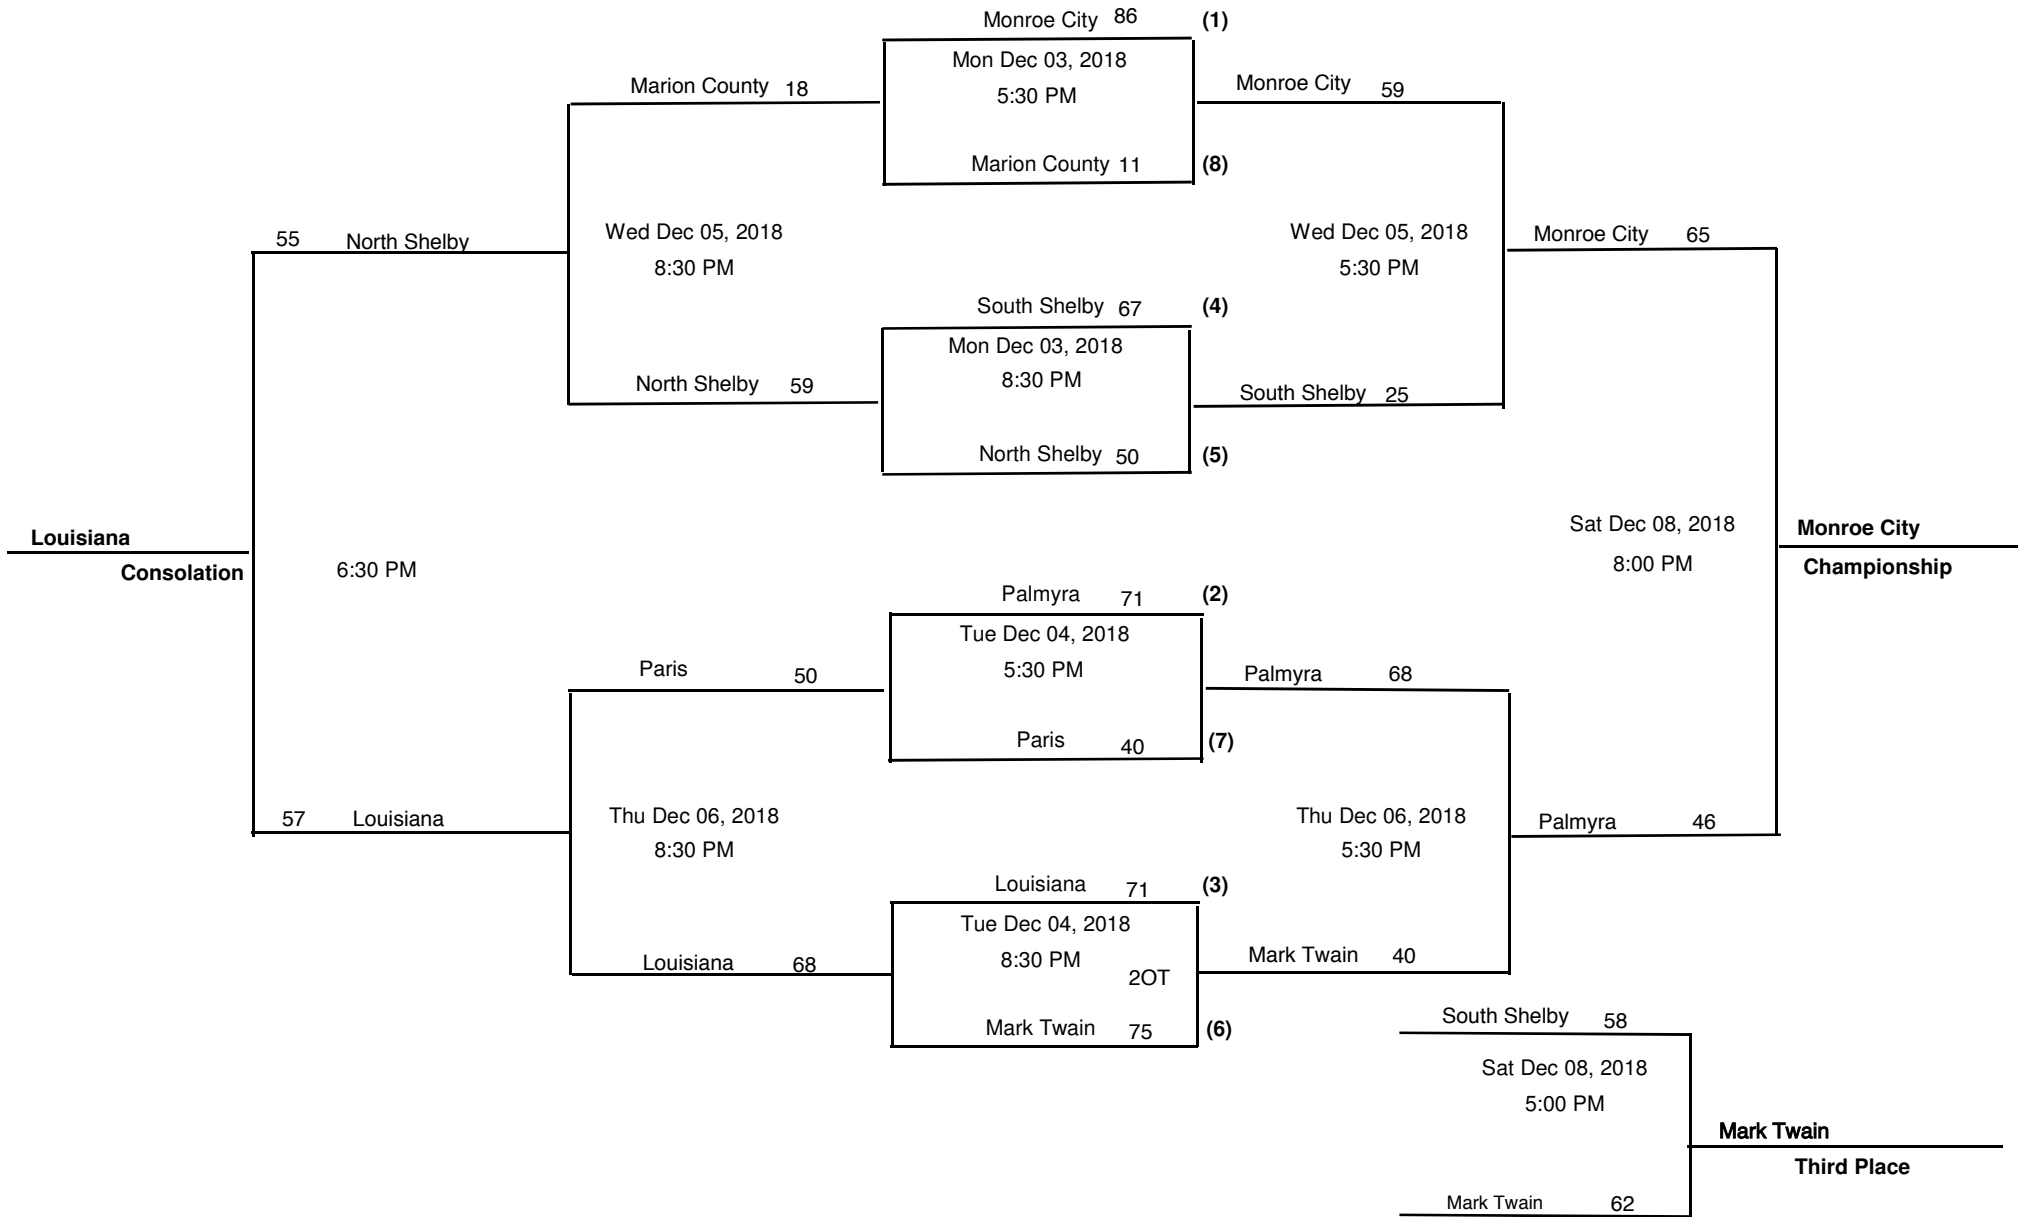 Monroe City 86 (1)
Mon Dec 03, 2018
5:30 PM
Marion County 11 (8)
Marion County 18
Monroe City 59
55 North Shelby
Wed Dec 05, 2018
8:30 PM
Wed Dec 05, 2018
5:30 PM
Monroe City 65
South Shelby 67 (4)
Mon Dec 03, 2018
8:30 PM
North Shelby 50 (5)
North Shelby 59
South Shelby 25
Louisiana
Consolation
6:30 PM
Sat Dec 08, 2018
8:00 PM
Monroe City
Championship
Palmyra 71 (2)
Tue Dec 04, 2018
5:30 PM
Paris 40 (7)
Paris 50
Palmyra 68
57 Louisiana
Thu Dec 06, 2018
8:30 PM
Thu Dec 06, 2018
5:30 PM
Palmyra 46
Louisiana 71 (3)
Tue Dec 04, 2018
8:30 PM
2OT
Mark Twain 75 (6)
Louisiana 68
Mark Twain 40
South Shelby 58
Sat Dec 08, 2018
5:00 PM
Mark Twain
Third Place
Mark Twain 62